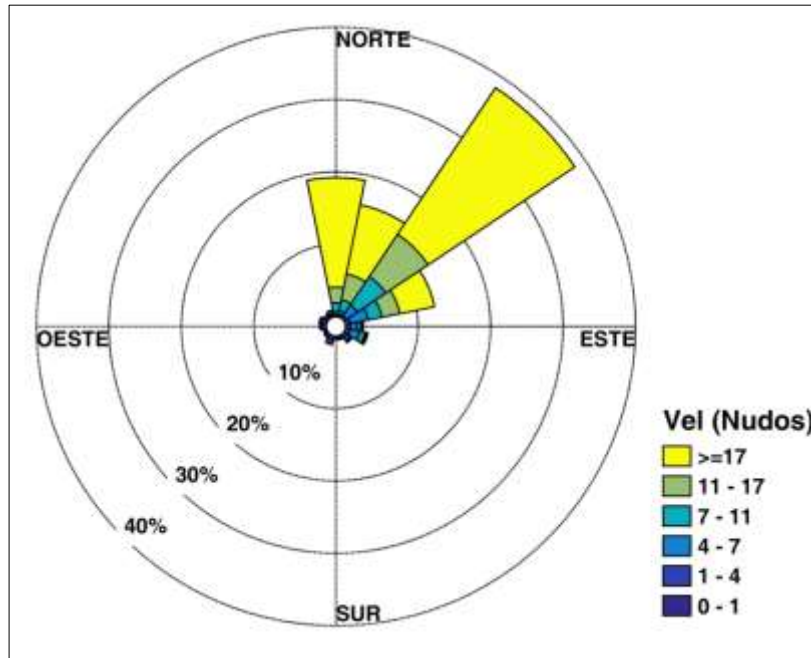 NORTE
OESTE
ESTE
10%
20%
30%
40%
SUR
Vel (Nudos)
>=17
11 - 17
7 - 11
4 - 7
1 - 4
0 - 1